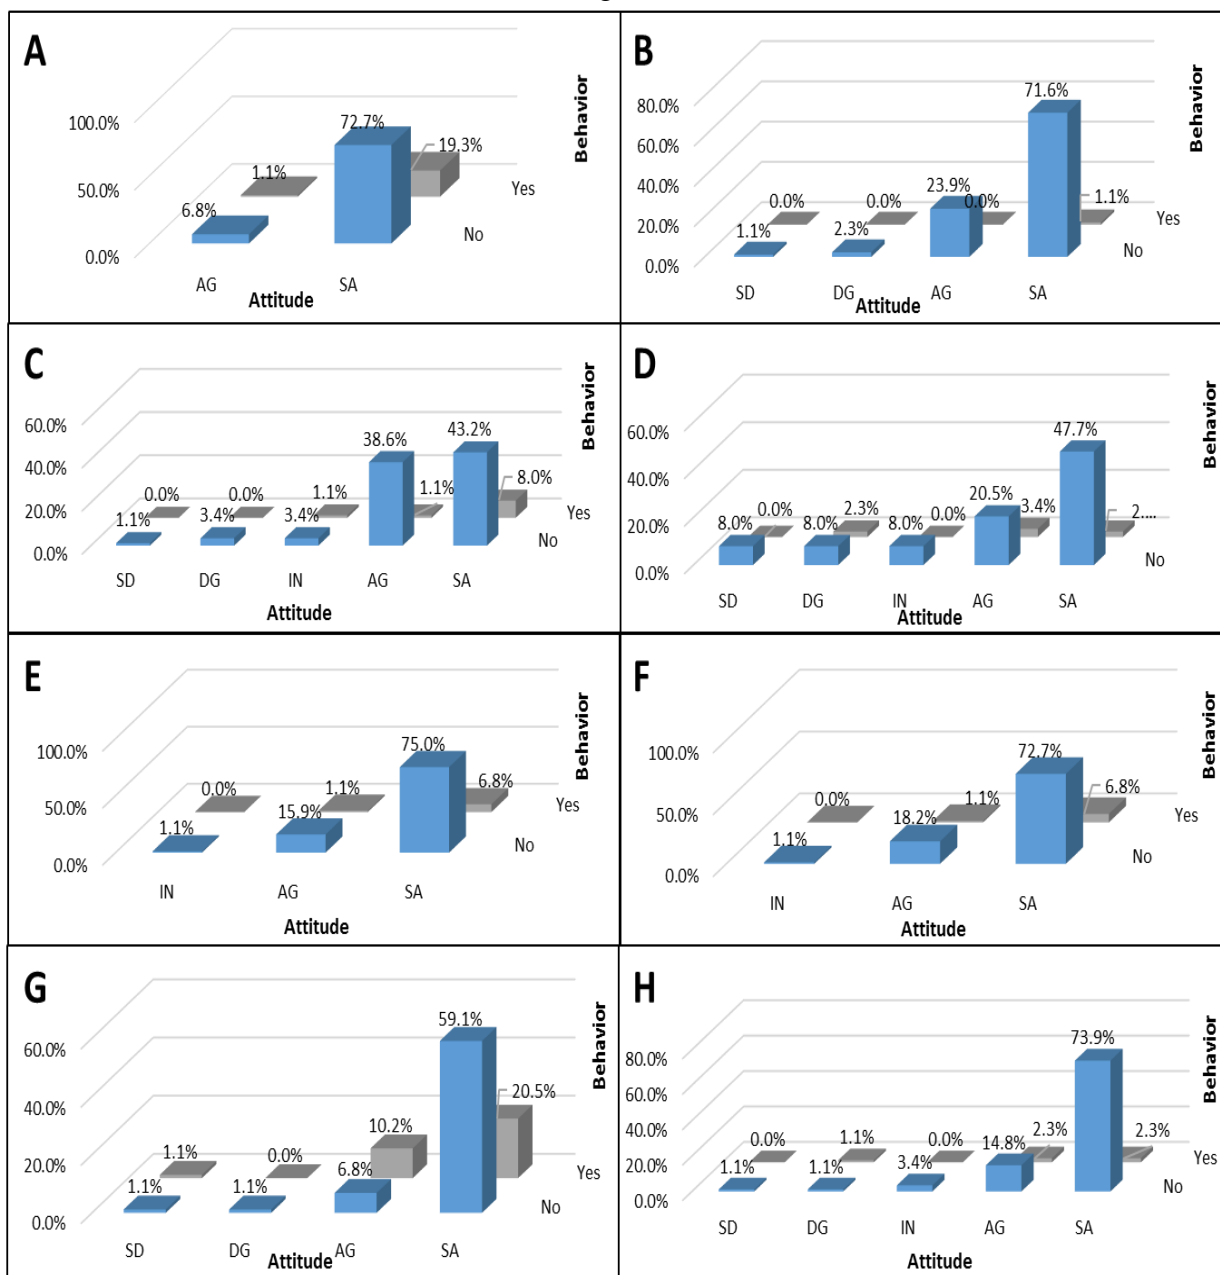 A
Behavior
100.0%
50.0%
0.0%
72.7%
19.3%
1.1%
6.8%
Yes
No
AG
SA
Attitude
B
Behavior
80.0%
60.0%
40.0%
20.0%
0.0%
71.6%
23.9%
0.0%
0.0%
0.0%
1.1%
1.1%
2.3%
Yes
No
SD
DG
AG
SA
Attitude
C
Behavior
60.0%
40.0%
20.0%
0.0%
38.6%
43.2%
0.0%
0.0%
1.1%
1.1%
8.0%
1.1%
3.4%
3.4%
Yes
No
SD
DG
IN
AG
SA
Attitude
D
Behavior
60.0%
40.0%
20.0%
0.0%
47.7%
20.5%
0.0%
2.3%
0.0%
3.4%
2....
8.0%
8.0%
8.0%
Yes
No
SD
DG
IN
AG
SA
Attitude
E
Behavior
100.0%
50.0%
0.0%
75.0%
0.0%
1.1%
6.8%
1.1%
15.9%
Yes
No
IN
AG
SA
Attitude
F
Behavior
100.0%
50.0%
0.0%
72.7%
0.0%
1.1%
6.8%
1.1%
18.2%
Yes
No
IN
AG
SA
Attitude
G
Behavior
60.0%
40.0%
20.0%
0.0%
59.1%
20.5%
10.2%
1.1%
0.0%
1.1%
1.1%
6.8%
Yes
No
SD
DG
AG
SA
Attitude
H
Behavior
80.0%
60.0%
40.0%
20.0%
0.0%
73.9%
0.0%
1.1%
0.0%
14.8%
2.3%
2.3%
1.1%
1.1%
3.4%
Yes
No
SD
DG
IN
AG
SA
Attitude